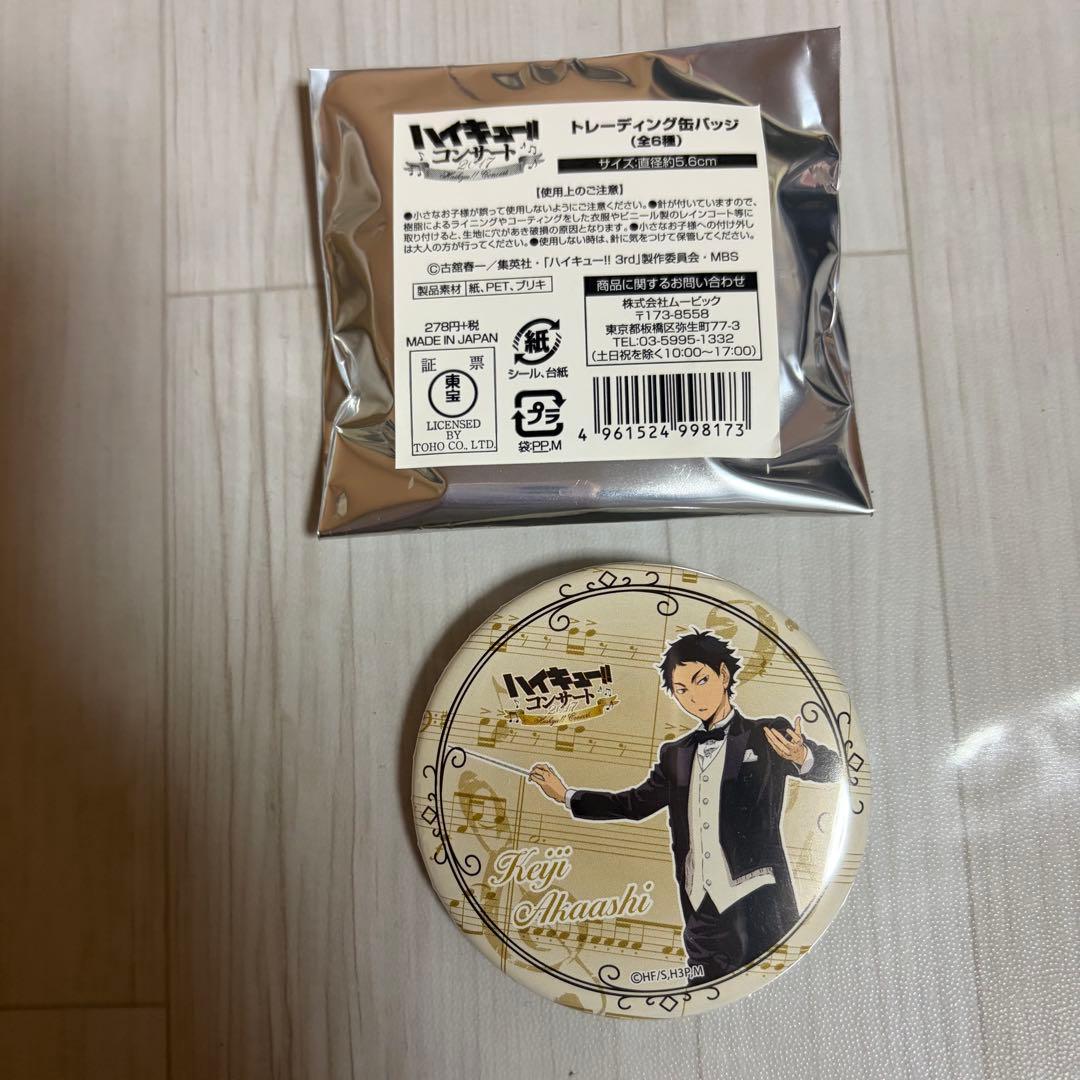 ハイキュー!!
コンサート
2017
Haikyu!! Concert
トレーディング缶バッジ
(全6種)
サイズ:直径約5.6cm
【使用上のご注意】
●小さなお子様が誤って使用しないようにご注意ください。●針が付いていますので、
樹脂によるライニングやコーティングをした衣服やビニール製のレインコート等に
取り付けると、生地に穴があき破損の原因となります。●小さなお子様への付け外し
は大人の方が行ってください。●使用しない時は、針に気をつけて保管してください。
©古舘春一/集英社・「ハイキュー!! 3rd」製作委員会・MBS
製品素材 紙、PET、ブリキ
278円+税
MADE IN JAPAN
証 票
東宝
LICENSED
BY
TOHO CO., LTD.
紙
シール、台紙
プラ
袋:PP,M
商品に関するお問い合わせ
株式会社ムービック
〒173-8558
東京都板橋区弥生町77-3
TEL:03-5995-1332
(土日祝を除く10:00〜17:00)
4 961524 998173
ハイキュー!!
コンサート
2017
Haikyu!! Concert
Keiji
Akaashi
©HF/S,H3P,M